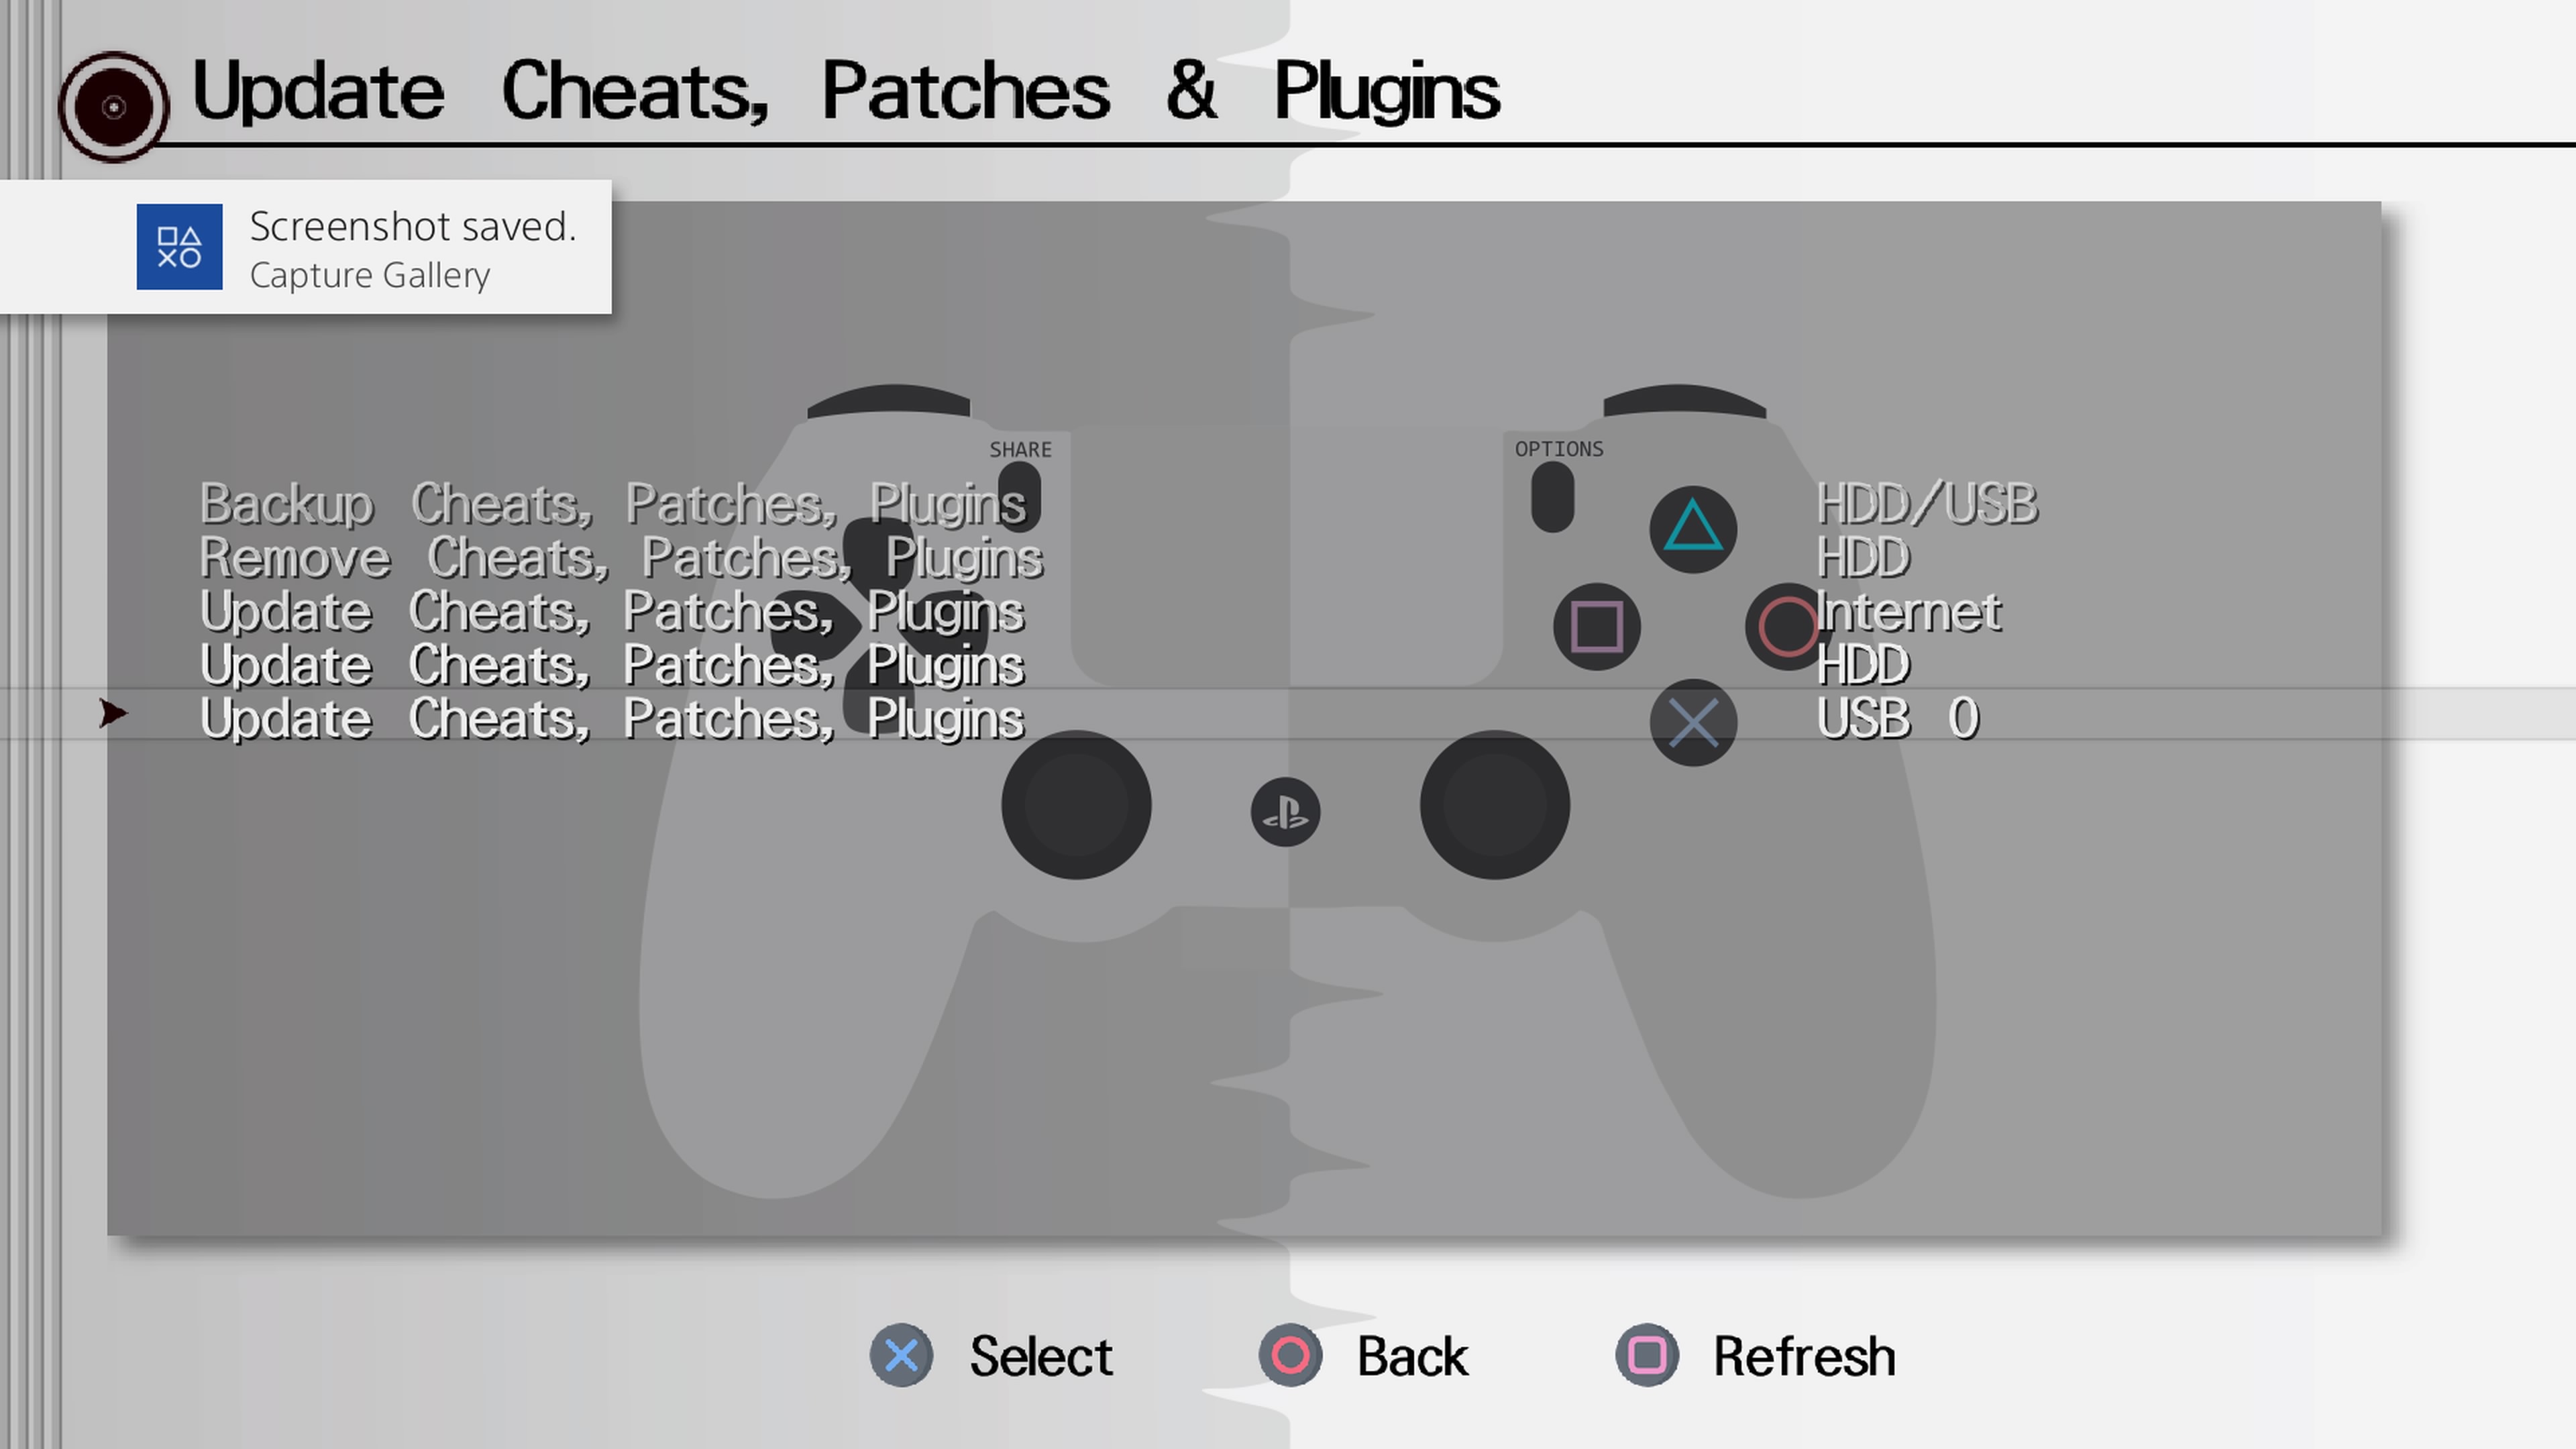 Update Cheats, Patches & Plugins
Screenshot saved.
Capture Gallery
SHARE
OPTIONS
Backup Cheats, Patches, Plugins HDD/USB
Remove Cheats, Patches, Plugins HDD
Update Cheats, Patches, Plugins Internet
Update Cheats, Patches, Plugins HDD
Update Cheats, Patches, Plugins USB 0
Select Back Refresh